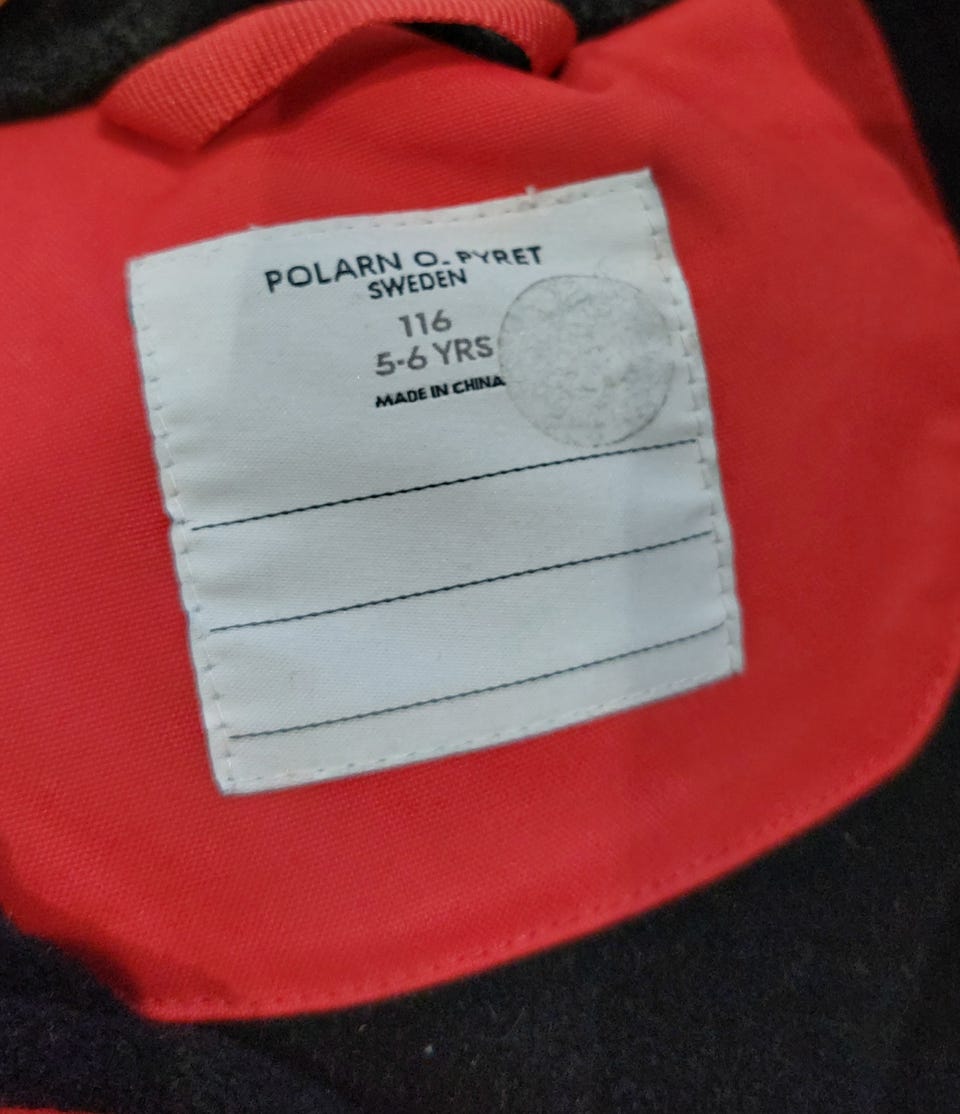 POLARN O. PYRET
SWEDEN
116
5-6 YRS
MADE IN CHINA